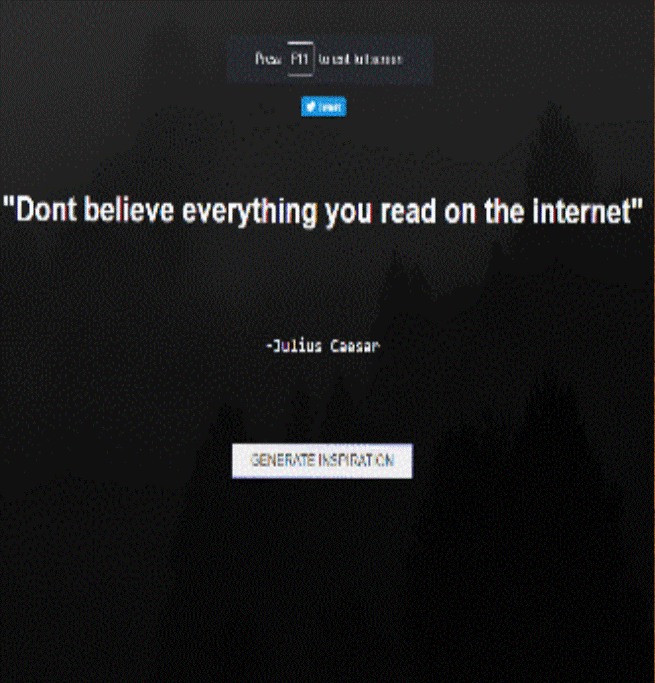 Press F11 to exit full screen
Tweet
"Dont believe everything you read on the internet"
-Julius Caesar
GENERATE INSPIRATION